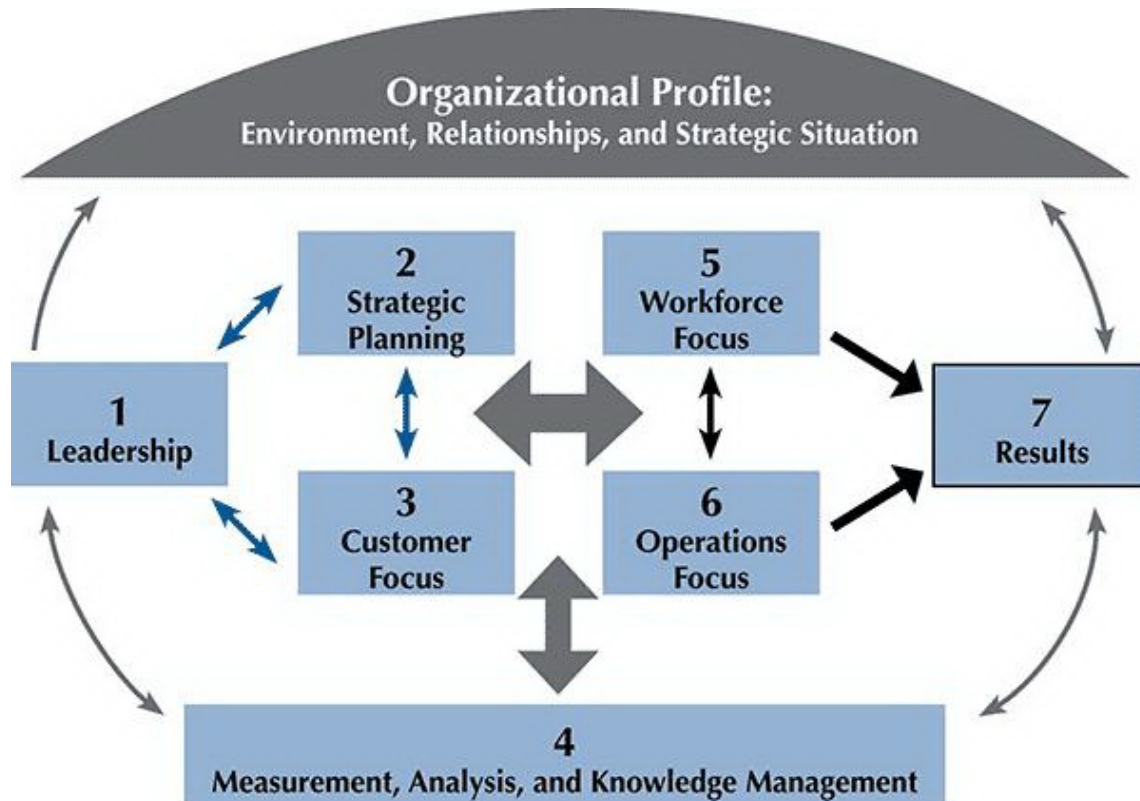 Organizational Profile:
Environment, Relationships, and Strategic Situation
1
Leadership
2
Strategic
Planning
3
Customer
Focus
5
Workforce
Focus
6
Operations
Focus
7
Results
4
Measurement, Analysis, and Knowledge Management